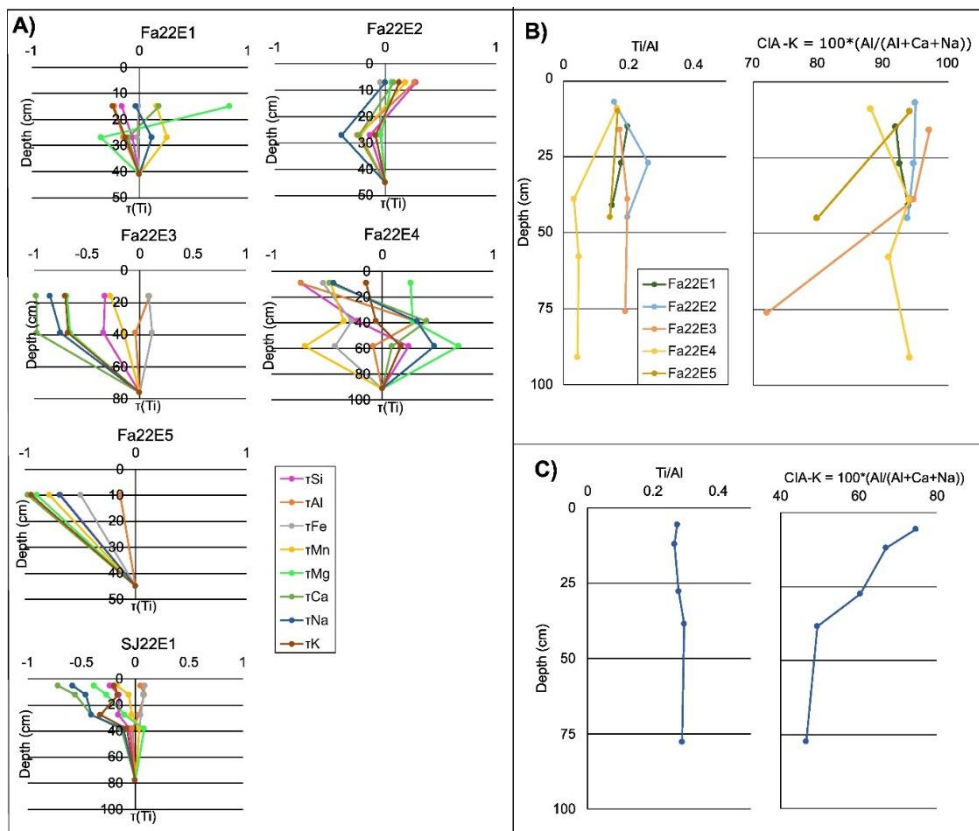 A)
Fa22E1
-1 0 1
0
10
20
30
40
50
Depth (cm)
τ(Ti)
Fa22E2
-1 0 1
0
10
20
30
40
50
Depth (cm)
τ(Ti)
Fa22E3
-1 -0.5 0 0.5 1
0
20
40
60
80
Depth (cm)
τ(Ti)
Fa22E4
-1 0 1
0
20
40
60
80
100
Depth (cm)
τ(Ti)
Fa22E5
-1 0 1
0
10
20
30
40
50
Depth (cm)
τ(Ti)
τSi
τAl
τFe
τMn
τMg
τCa
τNa
τK
SJ22E1
-1 -0.5 0 0.5 1
0
20
40
60
80
100
Depth (cm)
τ(Ti)
B)
Ti/Al
0 0.2 0.4
0
25
50
75
100
Depth (cm)
Fa22E1
Fa22E2
Fa22E3
Fa22E4
Fa22E5
CIA-K = 100*(Al/(Al+Ca+Na))
70 80 90 100
C)
Ti/Al
0 0.2 0.4
0
25
50
75
100
Depth (cm)
CIA-K = 100*(Al/(Al+Ca+Na))
40 60 80